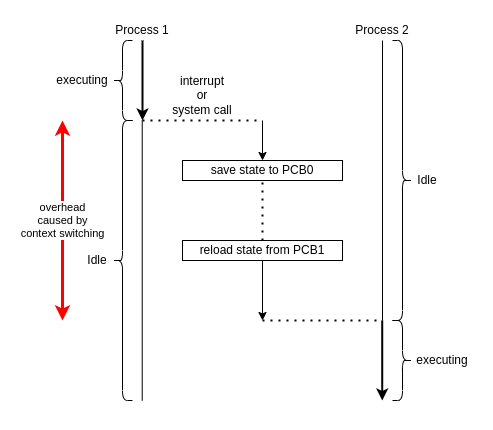 Process 1
Process 2
executing
interrupt
or
system call
save state to PCB0
Idle
overhead
caused by
context switching
reload state from PCB1
Idle
executing